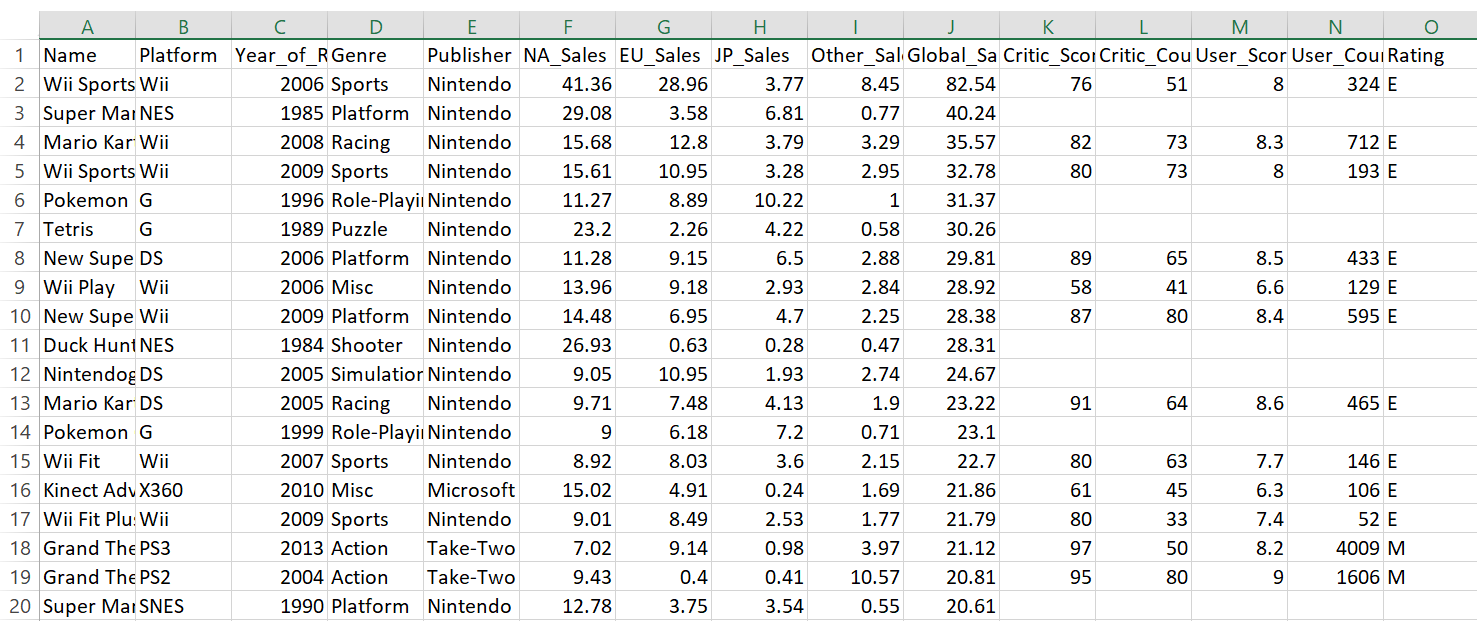 A B C D E F G H I J K L M N O
1 Name Platform Year_of_R Genre Publisher NA_Sales EU_Sales JP_Sales Other_Sal Global_Sa Critic_Scor Critic_Cou User_Scor User_Cour Rating
2 Wii Sports Wii 2006 Sports Nintendo 41.36 28.96 3.77 8.45 82.54 76 51 8 324 E
3 Super Mar NES 1985 Platform Nintendo 29.08 3.58 6.81 0.77 40.24
4 Mario Kar Wii 2008 Racing Nintendo 15.68 12.8 3.79 3.29 35.57 82 73 8.3 712 E
5 Wii Sports Wii 2009 Sports Nintendo 15.61 10.95 3.28 2.95 32.78 80 73 8 193 E
6 Pokemon G 1996 Role-Playi Nintendo 11.27 8.89 10.22 1 31.37
7 Tetris G 1989 Puzzle Nintendo 23.2 2.26 4.22 0.58 30.26
8 New Supe DS 2006 Platform Nintendo 11.28 9.15 6.5 2.88 29.81 89 65 8.5 433 E
9 Wii Play Wii 2006 Misc Nintendo 13.96 9.18 2.93 2.84 28.92 58 41 6.6 129 E
10 New Supe Wii 2009 Platform Nintendo 14.48 6.95 4.7 2.25 28.38 87 80 8.4 595 E
11 Duck Hunt NES 1984 Shooter Nintendo 26.93 0.63 0.28 0.47 28.31
12 Nintendog DS 2005 Simulation Nintendo 9.05 10.95 1.93 2.74 24.67
13 Mario Kar DS 2005 Racing Nintendo 9.71 7.48 4.13 1.9 23.22 91 64 8.6 465 E
14 Pokemon G 1999 Role-Playi Nintendo 9 6.18 7.2 0.71 23.1
15 Wii Fit Wii 2007 Sports Nintendo 8.92 8.03 3.6 2.15 22.7 80 63 7.7 146 E
16 Kinect Adv X360 2010 Misc Microsoft 15.02 4.91 0.24 1.69 21.86 61 45 6.3 106 E
17 Wii Fit Plu Wii 2009 Sports Nintendo 9.01 8.49 2.53 1.77 21.79 80 33 7.4 52 E
18 Grand The PS3 2013 Action Take-Two 7.02 9.14 0.98 3.97 21.12 97 50 8.2 4009 M
19 Grand The PS2 2004 Action Take-Two 9.43 0.4 0.41 10.57 20.81 95 80 9 1606 M
20 Super Mar SNES 1990 Platform Nintendo 12.78 3.75 3.54 0.55 20.61